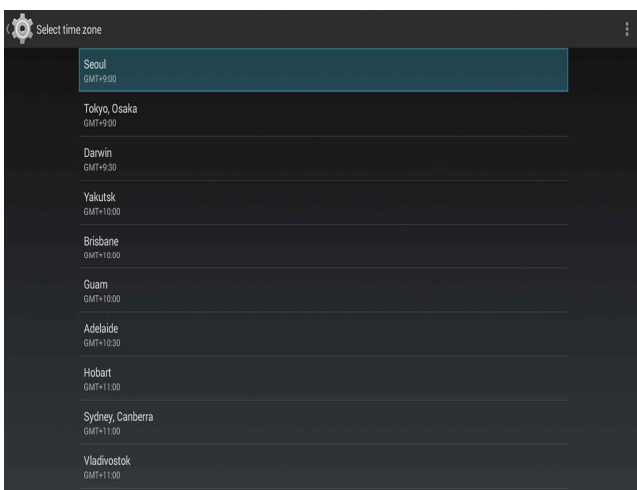 Select time zone
Seoul
GMT+9:00
Tokyo, Osaka
GMT+9:00
Darwin
GMT+9:30
Yakutsk
GMT+10:00
Brisbane
GMT+10:00
Guam
GMT+10:00
Adelaide
GMT+10:30
Hobart
GMT+11:00
Sydney, Canberra
GMT+11:00
Vladivostok
GMT+11:00